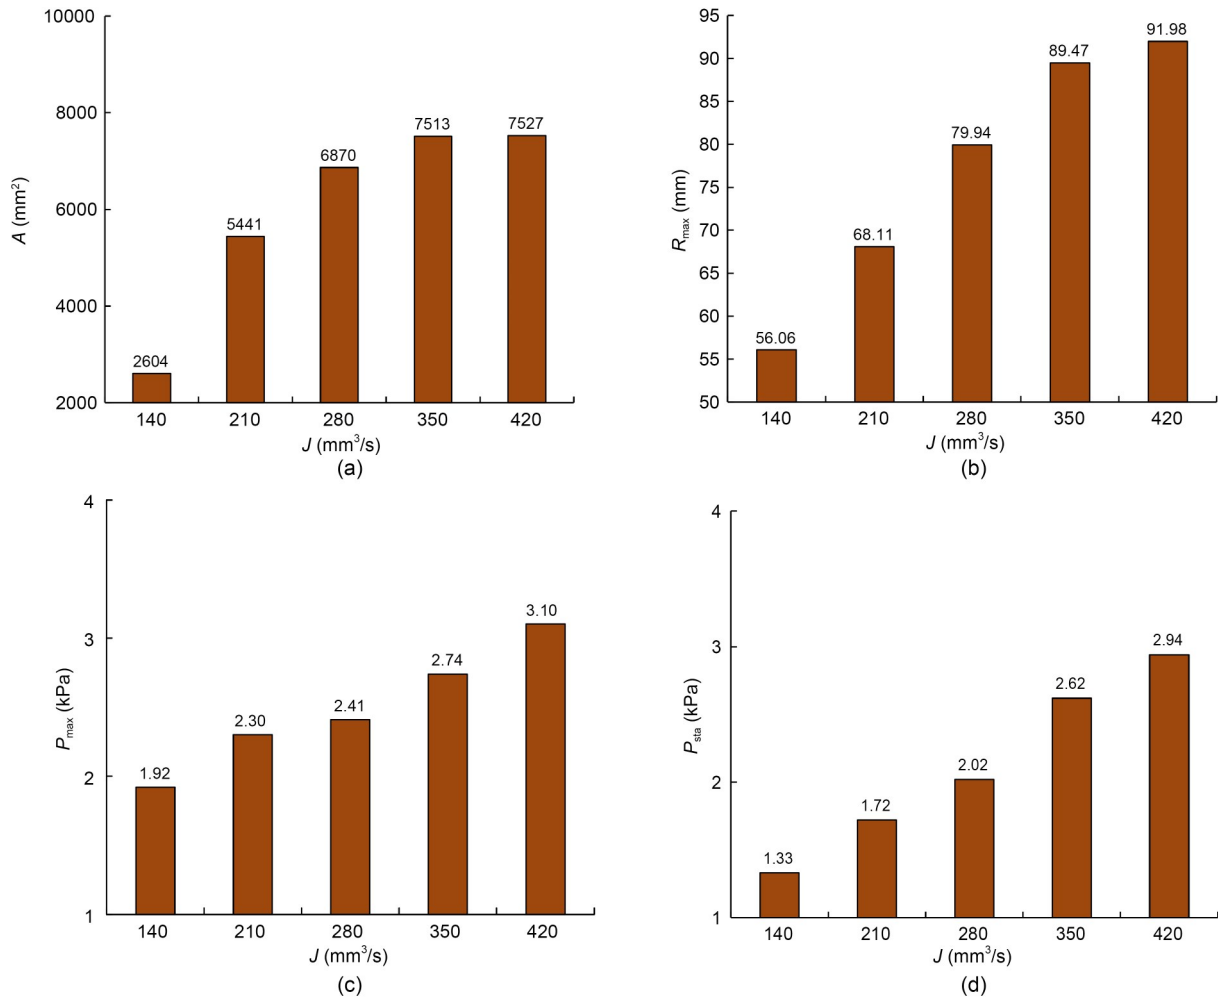 10000
8000
6000
4000
2000
A (mm²)
2604
5441
6870
7513
7527
140 210 280 350 420
J (mm³/s)
(a)
95
90
85
80
75
70
65
60
55
50
R_max (mm)
56.06
68.11
79.94
89.47
91.98
140 210 280 350 420
J (mm³/s)
(b)
4
3
2
1
P_max (kPa)
1.92
2.30
2.41
2.74
3.10
140 210 280 350 420
J (mm³/s)
(c)
4
3
2
1
P_sta (kPa)
1.33
1.72
2.02
2.62
2.94
140 210 280 350 420
J (mm³/s)
(d)